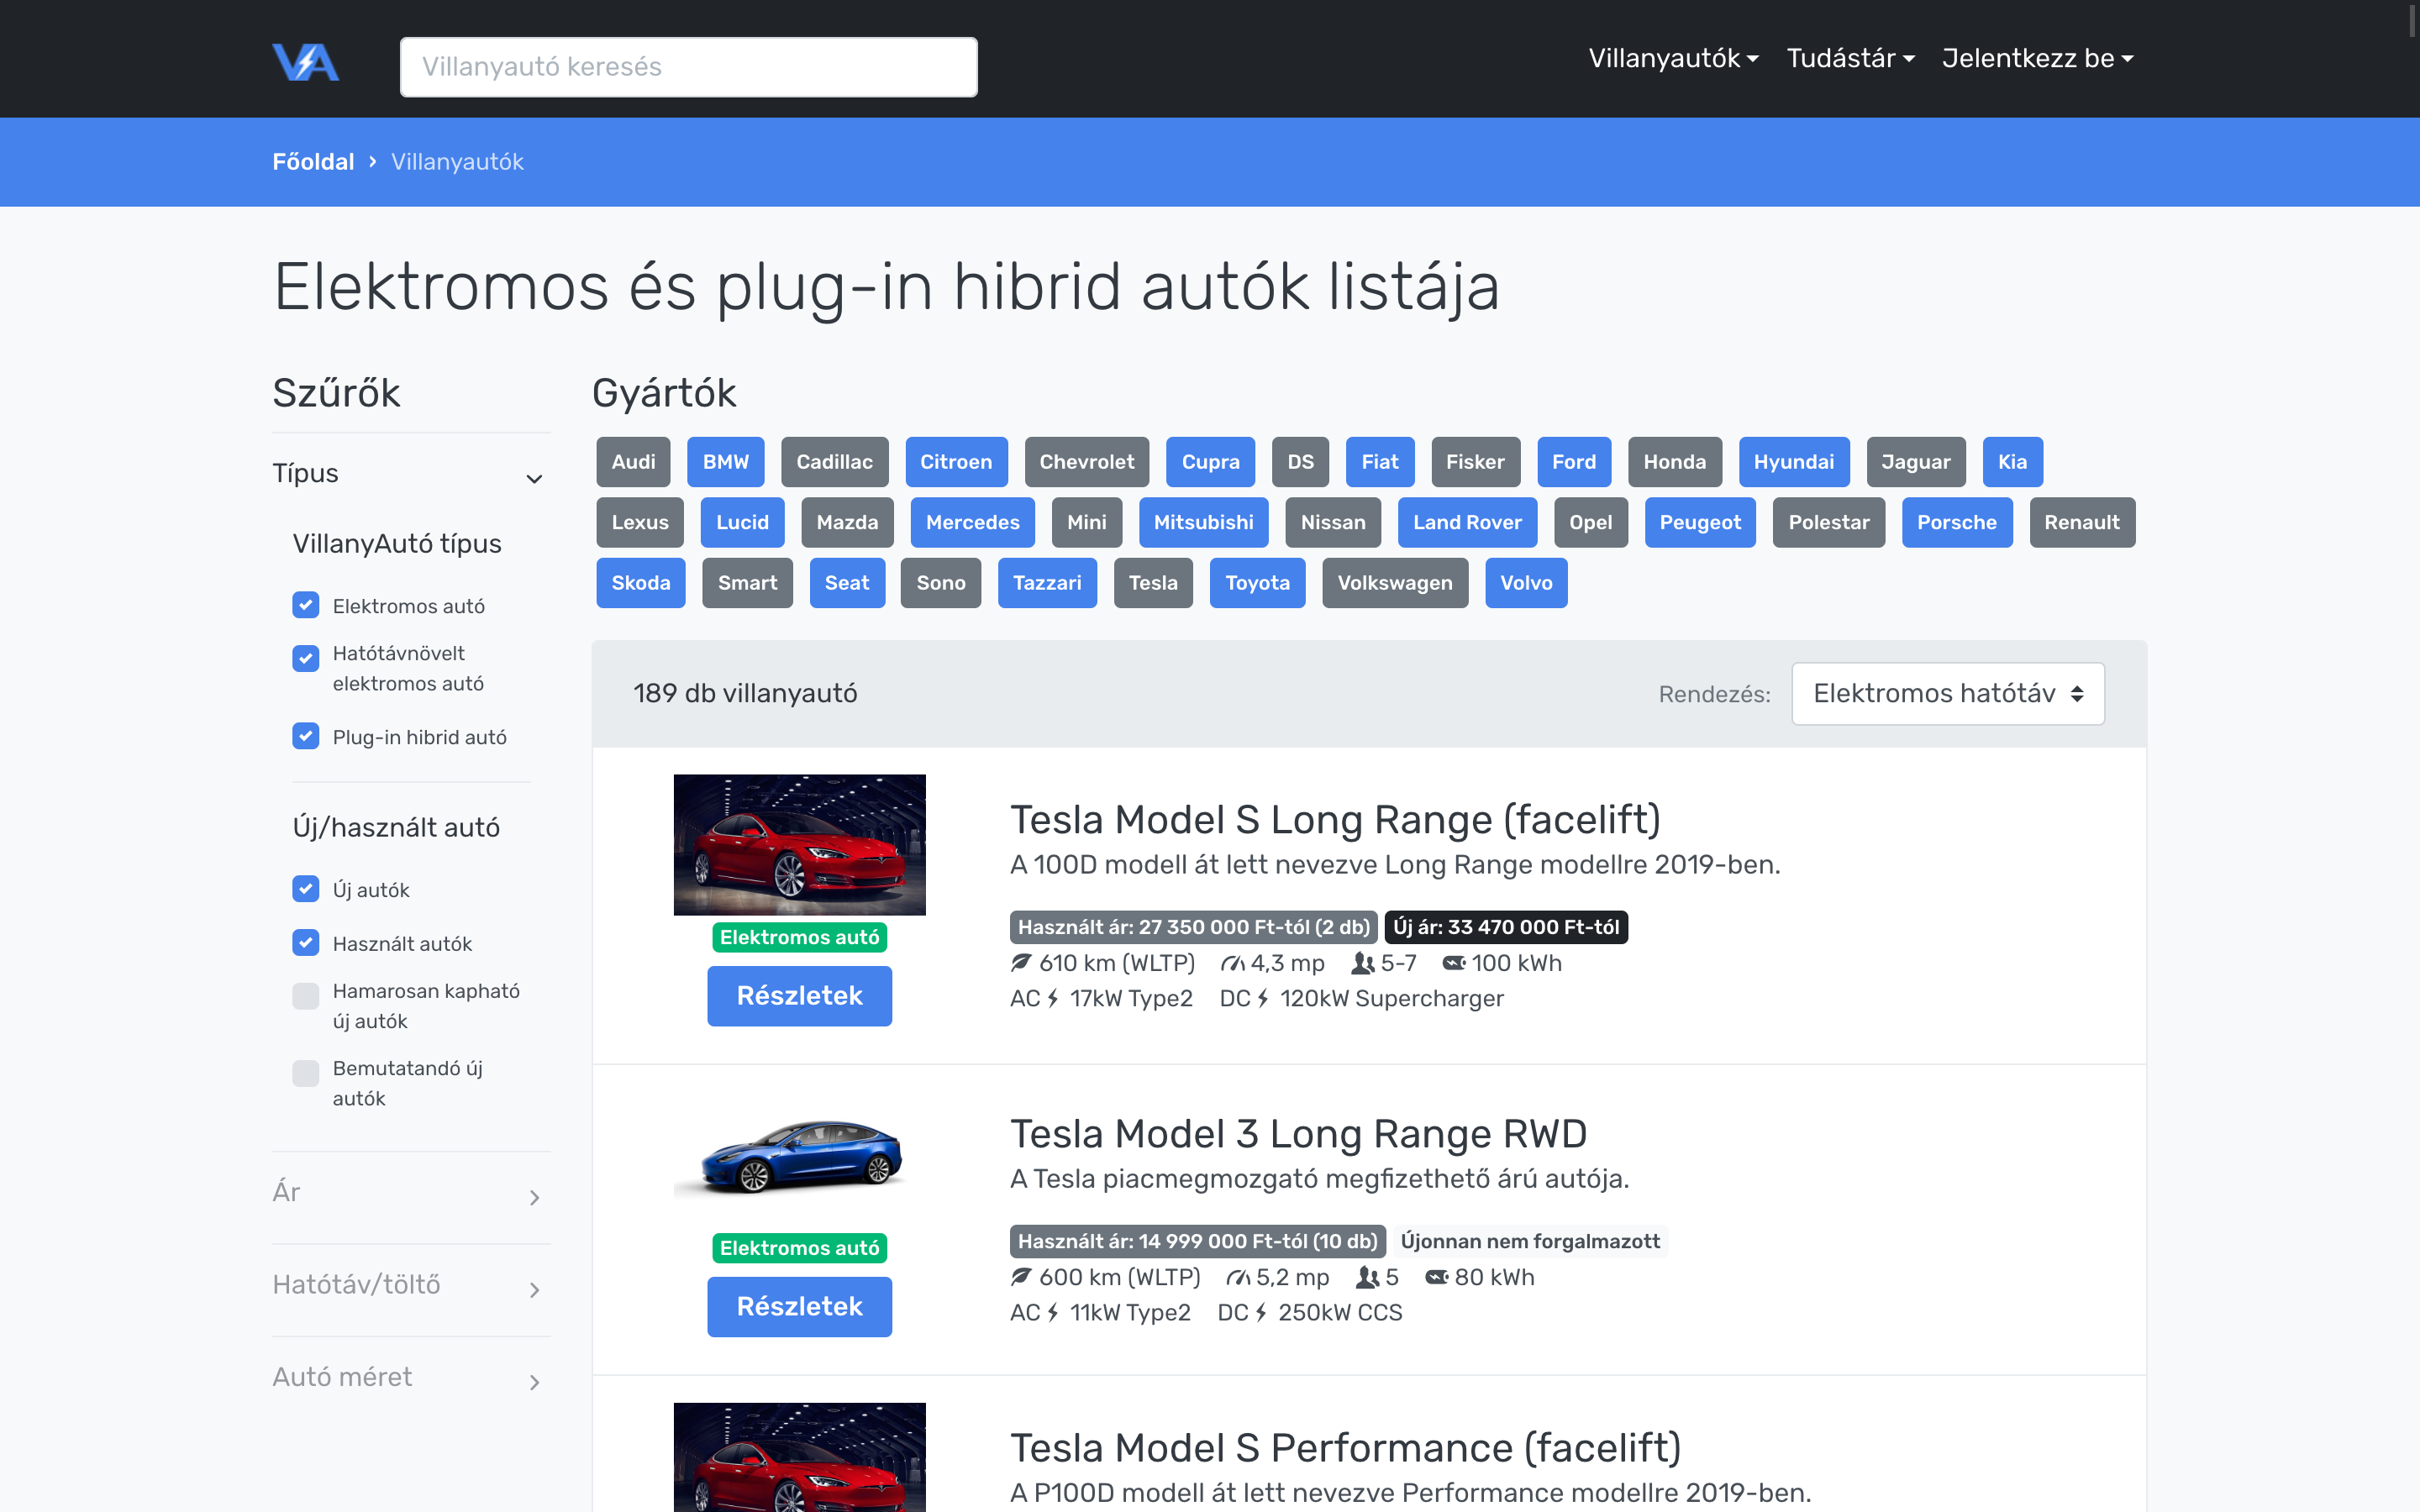 VA
Villanyautó keresés
Villanyautók
Tudástár
Jelentkezz be
Főoldal › Villanyautók
Elektromos és plug-in hibrid autók listája
Szűrők
Típus
VillanyAutó típus
Elektromos autó
Hatótávnövelt
elektromos autó
Plug-in hibrid autó
Új/használt autó
Új autók
Használt autók
Hamarosan kapható
új autók
Bemutatandó új
autók
Ár
Hatótáv/töltő
Autó méret
Gyártók
Audi BMW Cadillac Citroen Chevrolet Cupra DS Fiat Fisker Ford Honda Hyundai Jaguar Kia
Lexus Lucid Mazda Mercedes Mini Mitsubishi Nissan Land Rover Opel Peugeot Polestar Porsche Renault
Skoda Smart Seat Sono Tazzari Tesla Toyota Volkswagen Volvo
189 db villanyautó
Rendezés: Elektromos hatótáv
Elektromos autó
Részletek
Tesla Model S Long Range (facelift)
A 100D modell át lett nevezve Long Range modellre 2019-ben.
Használt ár: 27 350 000 Ft-tól (2 db) Új ár: 33 470 000 Ft-tól
610 km (WLTP) 4,3 mp 5-7 100 kWh
AC 17kW Type2 DC 120kW Supercharger
Elektromos autó
Részletek
Tesla Model 3 Long Range RWD
A Tesla piacmegmozgató megfizethető árú autója.
Használt ár: 14 999 000 Ft-tól (10 db) Újonnan nem forgalmazott
600 km (WLTP) 5,2 mp 5 80 kWh
AC 11kW Type2 DC 250kW CCS
Tesla Model S Performance (facelift)
A P100D modell át lett nevezve Performance modellre 2019-ben.